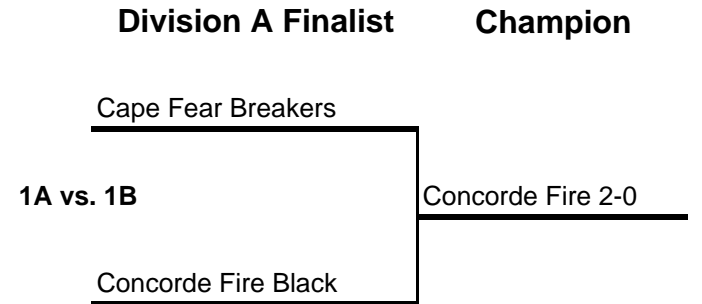 Division A Finalist Champion
Cape Fear Breakers
1A vs. 1B Concorde Fire 2-0
Concorde Fire Black